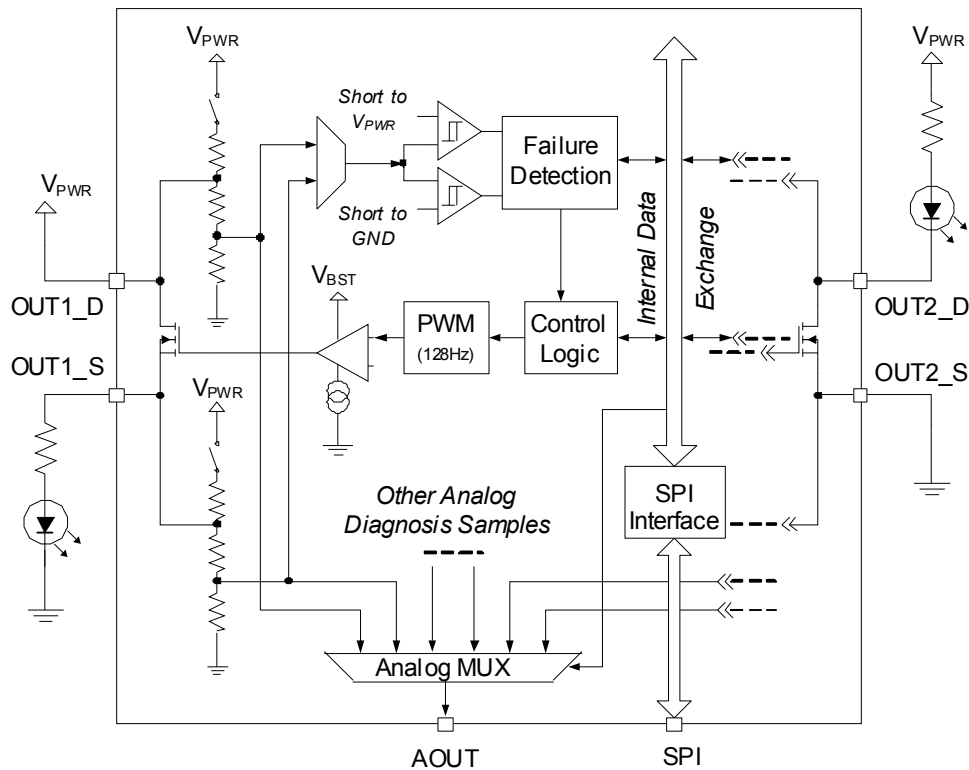 VPWR
VPWR
VPWR
Short to
VPWR
Failure
Detection
Short to
GND
Internal Data
Exchange
OUT1_D
VBST
PWM
(128Hz)
Control
Logic
OUT2_D
OUT1_S
OUT2_S
VPWR
Other Analog
Diagnosis Samples
SPI
Interface
Analog MUX
AOUT
SPI